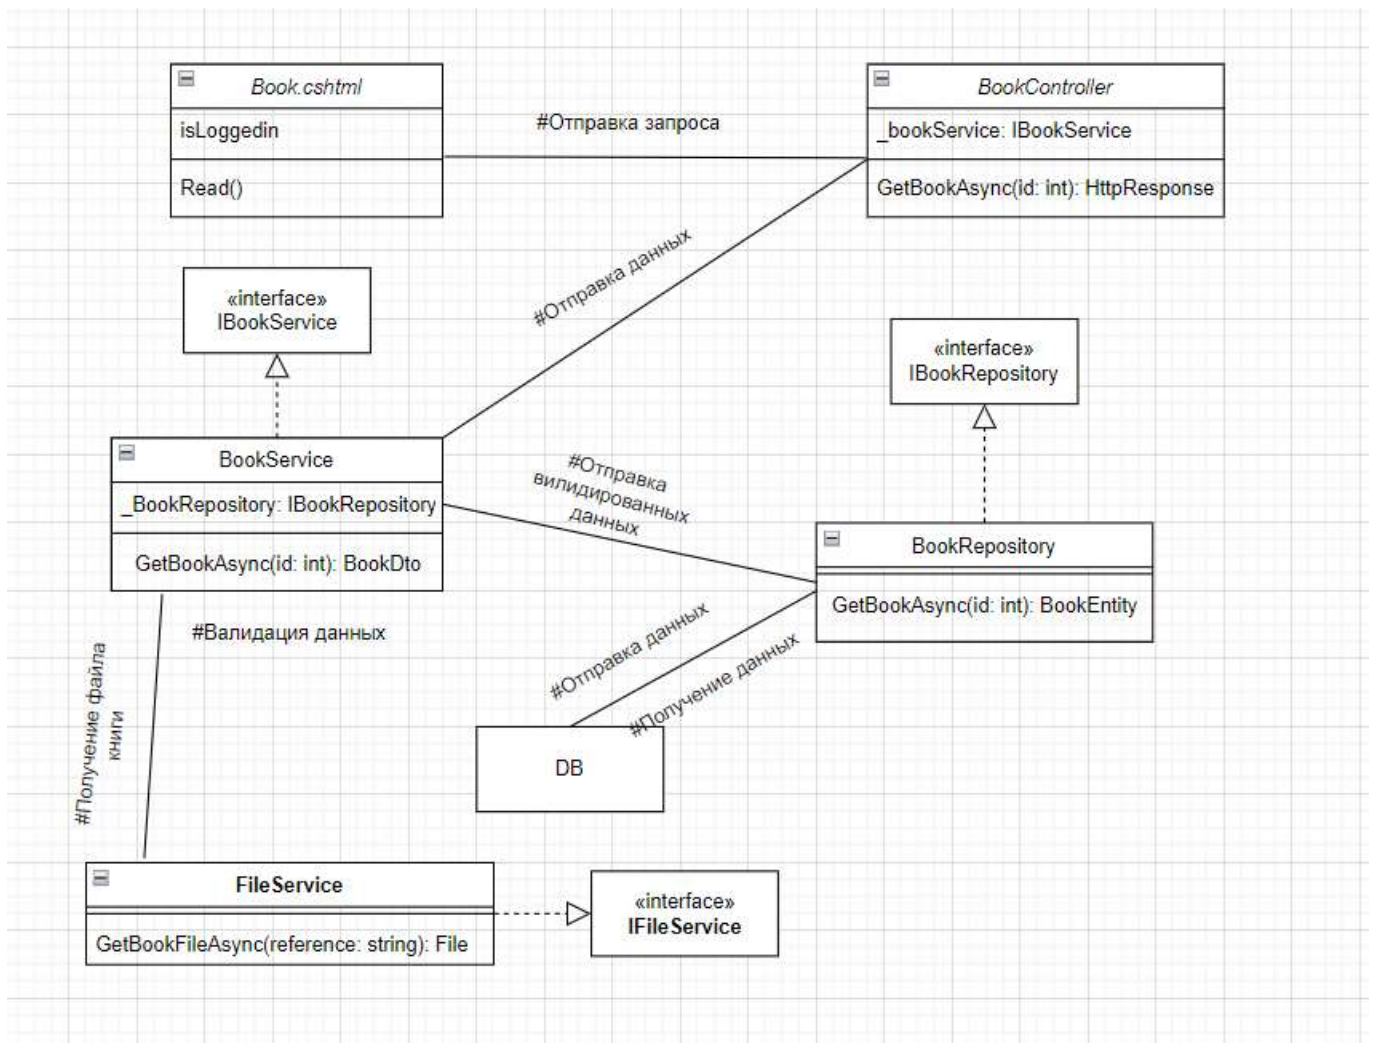 Book.cshtml
isLoggedin
Read()
#Отправка запроса
BookController
_bookService: IBookService
GetBookAsync(id: int): HttpResponse
#Отправка данных
«interface»
IBookService
«interface»
IBookRepository
BookService
_BookRepository: IBookRepository
GetBookAsync(id: int): BookDto
#Отправка
вилидированных
данных
BookRepository
GetBookAsync(id: int): BookEntity
#Валидация данных
#Получение файла
книги
#Отправка данных
#Получение данных
DB
FileService
GetBookFileAsync(reference: string): File
«interface»
IFileService